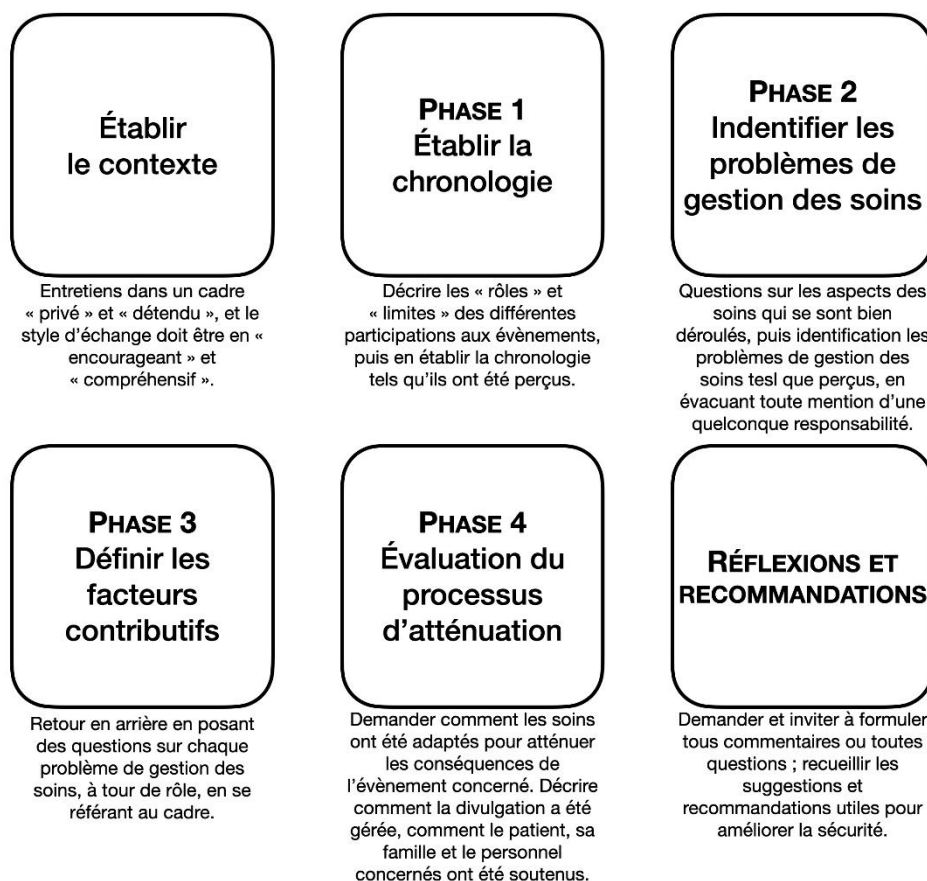 Établir
le contexte
Entretiens dans un cadre
« privé » et « détendu », et le
style d’échange doit être en «
encourageant » et
« compréhensif ».
PHASE 1
Établir la
chronologie
Décrire les « rôles » et
« limites » des différentes
participations aux évènements,
puis en établir la chronologie
tels qu’ils ont été perçus.
PHASE 2
Indentifier les
problèmes de
gestion des soins
Questions sur les aspects des
soins qui se sont bien
déroulés, puis identification les
problèmes de gestion des
soins tesl que perçus, en
évacuant toute mention d’une
quelconque responsabilité.
PHASE 3
Définir les
facteurs
contributifs
Retour en arrière en posant
des questions sur chaque
problème de gestion des
soins, à tour de rôle, en se
référant au cadre.
PHASE 4
Évaluation du
processus
d’atténuation
Demander comment les soins
ont été adaptés pour atténuer
les conséquences de
l’évènement concerné. Décrire
comment la divulgation a été
gérée, comment le patient, sa
famille et le personnel
concernés ont été soutenus.
RÉFLEXIONS ET
RECOMMANDATIONS
Demander et inviter à formuler
tous commentaires ou toutes
questions ; recueillir les
suggestions et
recommandations utiles pour
améliorer la sécurité.